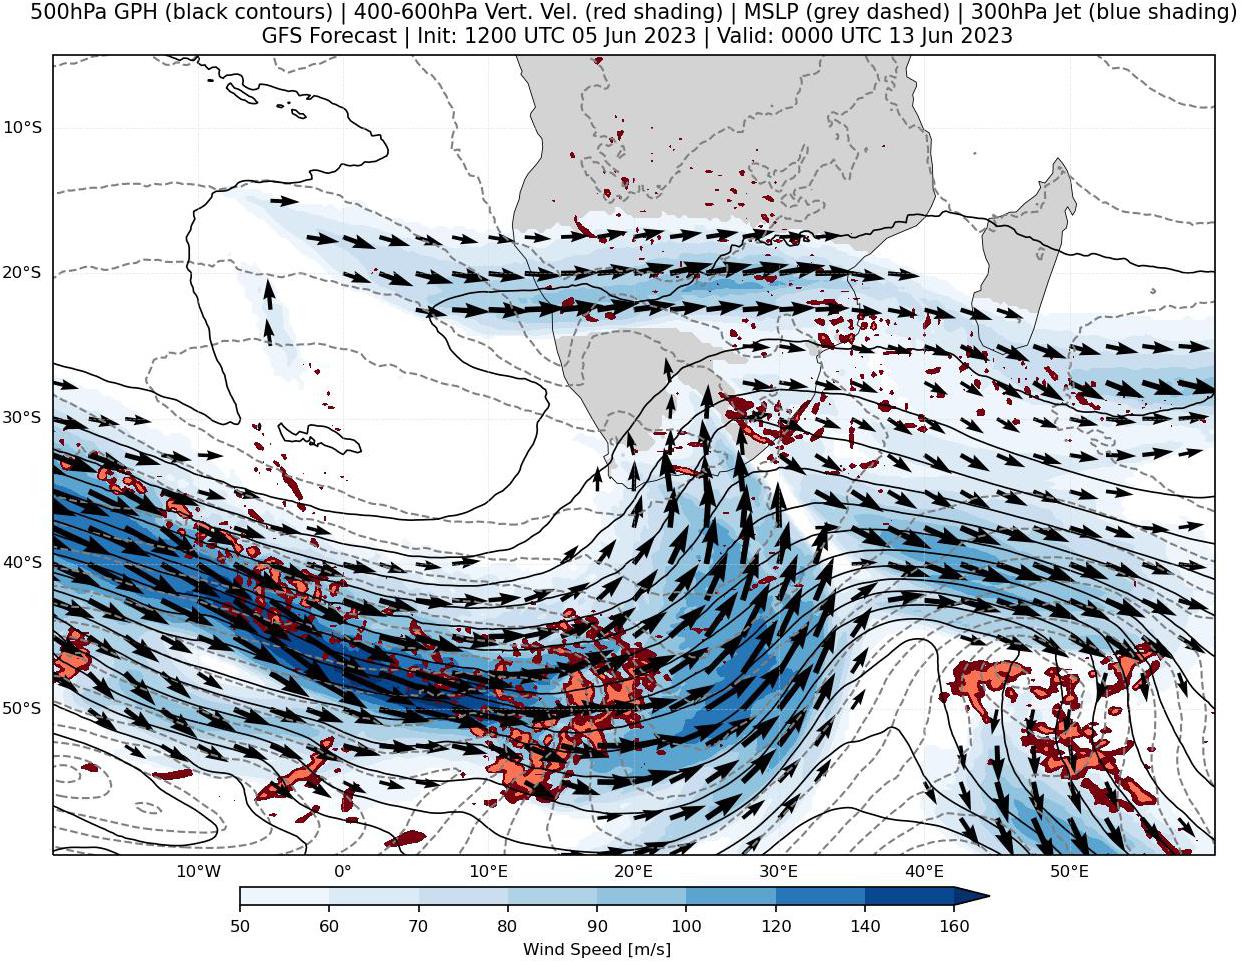 500hPa GPH (black contours) | 400-600hPa Vert. Vel. (red shading) | MSLP (grey dashed) | 300hPa Jet (blue shading)
GFS Forecast | Init: 1200 UTC 05 Jun 2023 | Valid: 0000 UTC 13 Jun 2023
10°S
20°S
30°S
40°S
50°S
10°W 0° 10°E 20°E 30°E 40°E 50°E
50 60 70 80 90 100 120 140 160
Wind Speed [m/s]